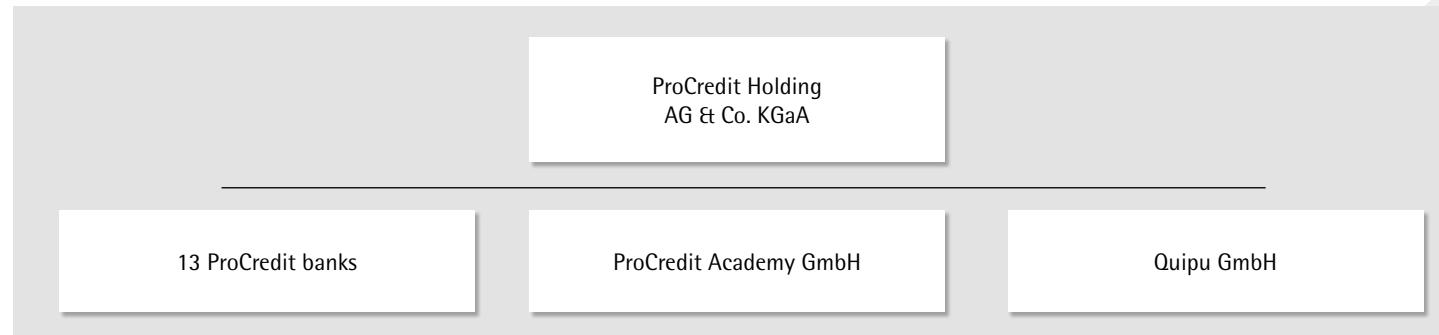 ProCredit Holding
AG & Co. KGaA
13 ProCredit banks
ProCredit Academy GmbH
Quipu GmbH